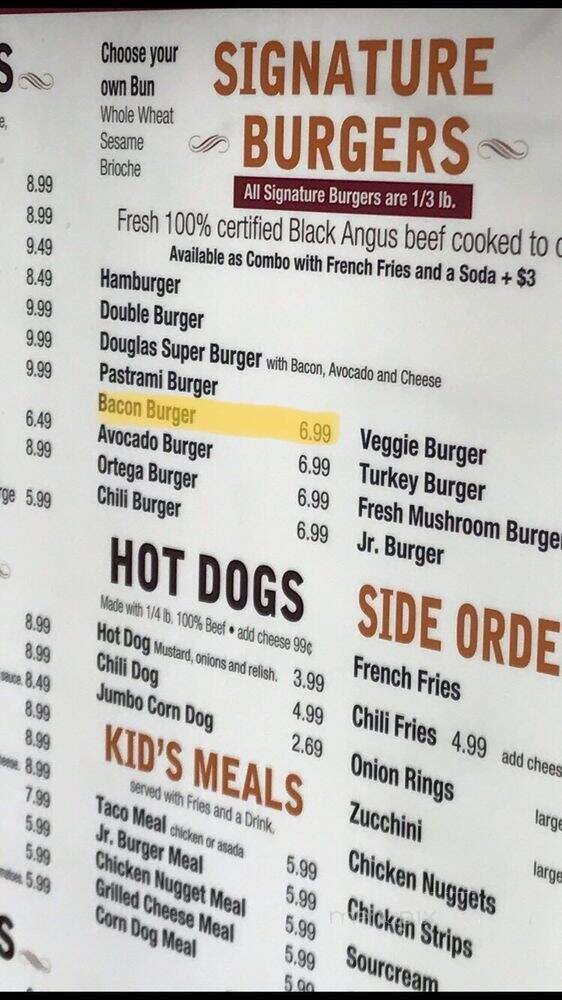 8.99
8.99
9.49
8.49
9.99
9.99
9.99
6.49
8.99
5.99
8.99
8.99
sauce. 8.49
8.99
8.99
8.99
7.99
5.99
5.99
5.99
Choose your
own Bun
Whole Wheat
Sesame
Brioche
SIGNATURE
BURGERS
All Signature Burgers are 1/3 lb.
Fresh 100% certified Black Angus beef cooked to
Available as Combo with French Fries and a Soda + $3
Hamburger
Double Burger
Douglas Super Burger with Bacon, Avocado and Cheese
Pastrami Burger
Bacon Burger 6.99
Avocado Burger 6.99
Ortega Burger 6.99
Chili Burger 6.99
Veggie Burger
Turkey Burger
Fresh Mushroom Burge
Jr. Burger
HOT DOGS
Made with 1/4 lb. 100% Beef • add cheese 99¢
Hot Dog Mustard, onions and relish. 3.99
Chili Dog 4.99
Jumbo Corn Dog 2.69
KID'S MEALS
served with Fries and a Drink.
Taco Meal chicken or asada 5.99
Jr. Burger Meal 5.99
Chicken Nugget Meal 5.99
Grilled Cheese Meal 5.99
Corn Dog Meal 5.99
SIDE ORDE
French Fries
Chili Fries 4.99 add chees
Onion Rings large
Zucchini large
Chicken Nuggets
Chicken Strips
Sourcream